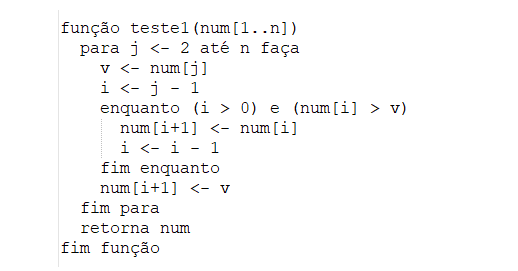 função teste1(num[1..n])
para j <- 2 até n faça
v <- num[j]
i <- j - 1
enquanto (i > 0) e (num[i] > v)
num[i+1] <- num[i]
i <- i - 1
fim enquanto
num[i+1] <- v
fim para
retorna num
fim função